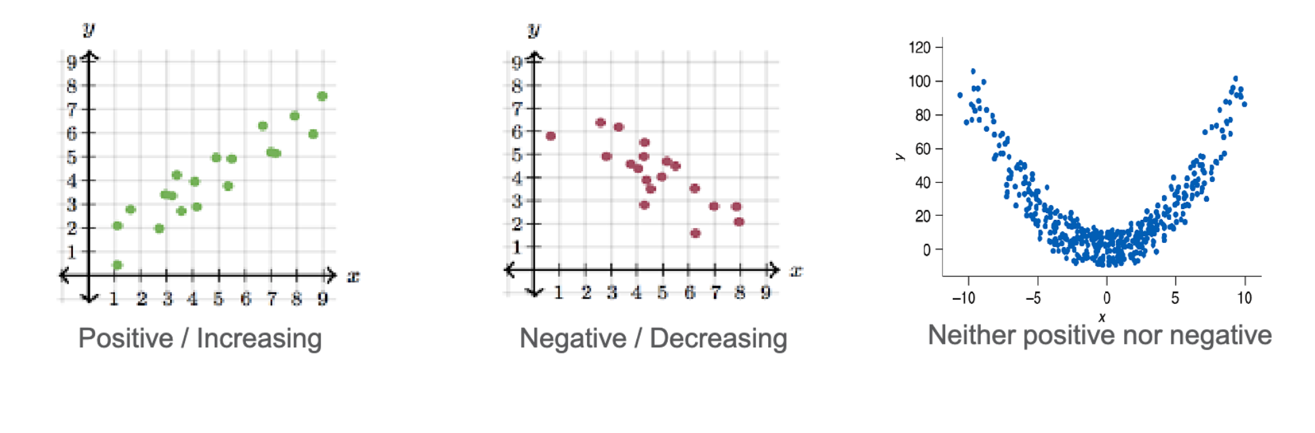 y
9
8
7
6
5
4
3
2
1
1 2 3 4 5 6 7 8 9
x
Positive / Increasing
y
9
8
7
6
5
4
3
2
1
1 2 3 4 5 6 7 8 9
x
Negative / Decreasing
120
100
80
60
40
20
0
y
−10 −5 0 5 10
x
Neither positive nor negative